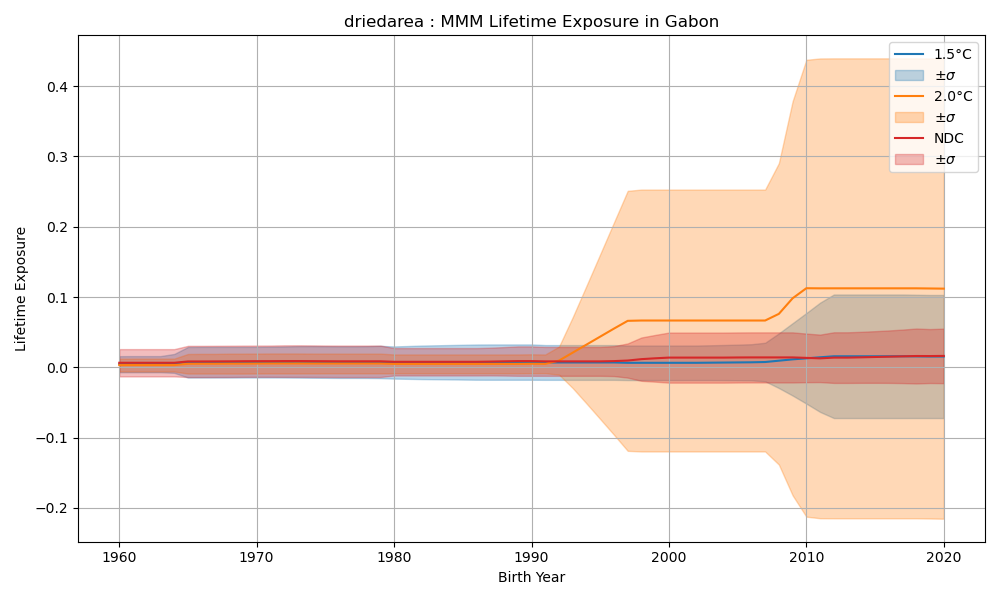 driedarea : MMM Lifetime Exposure in Gabon
1.5°C
±σ
2.0°C
±σ
NDC
±σ
Lifetime Exposure
0.4
0.3
0.2
0.1
0.0
−0.1
−0.2
1960 1970 1980 1990 2000 2010 2020
Birth Year